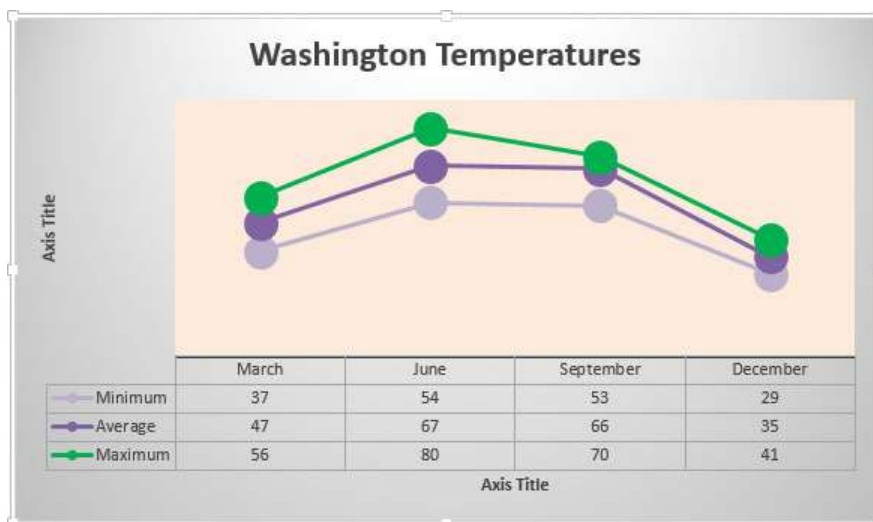 Washington Temperatures
Axis Title
March June September December
Minimum 37 54 53 29
Average 47 67 66 35
Maximum 56 80 70 41
Axis Title